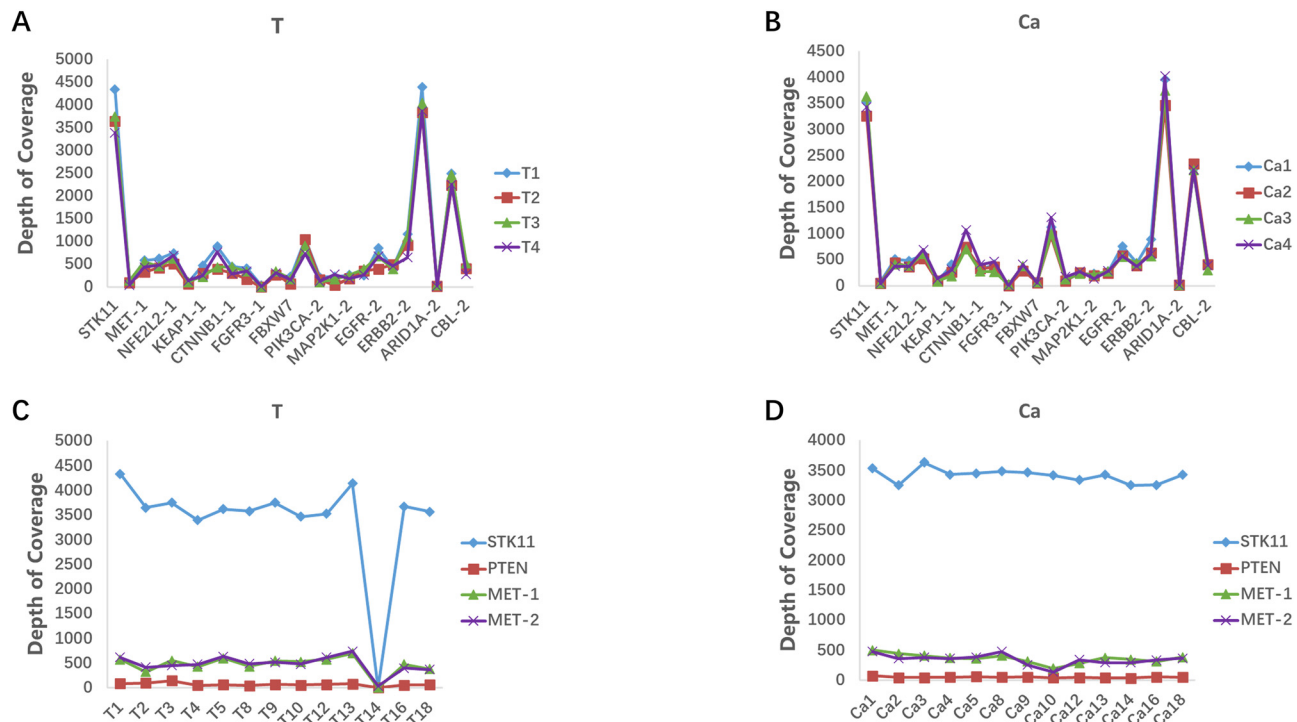 A
T
Depth of Coverage
5000
4500
4000
3500
3000
2500
2000
1500
1000
500
0
STK11
MET-1
NFE2L2-1
KEAP1-1
CTNNB1-1
FGFR3-1
FBXW7
PIK3CA-2
MAP2K1-2
EGFR-2
ERBB2-2
ARID1A-2
CBL-2
T1
T2
T3
T4
B
Ca
Depth of Coverage
4500
4000
3500
3000
2500
2000
1500
1000
500
0
STK11
MET-1
NFE2L2-1
KEAP1-1
CTNNB1-1
FGFR3-1
FBXW7
PIK3CA-2
MAP2K1-2
EGFR-2
ERBB2-2
ARID1A-2
CBL-2
Ca1
Ca2
Ca3
Ca4
C
T
Depth of Coverage
5000
4500
4000
3500
3000
2500
2000
1500
1000
500
0
T1
T2
T3
T4
T5
T8
T9
T10
T12
T13
T14
T16
T18
STK11
PTEN
MET-1
MET-2
D
Ca
Depth of Coverage
4000
3500
3000
2500
2000
1500
1000
500
0
Ca1
Ca2
Ca3
Ca4
Ca5
Ca8
Ca9
Ca10
Ca12
Ca13
Ca14
Ca16
Ca18
STK11
PTEN
MET-1
MET-2